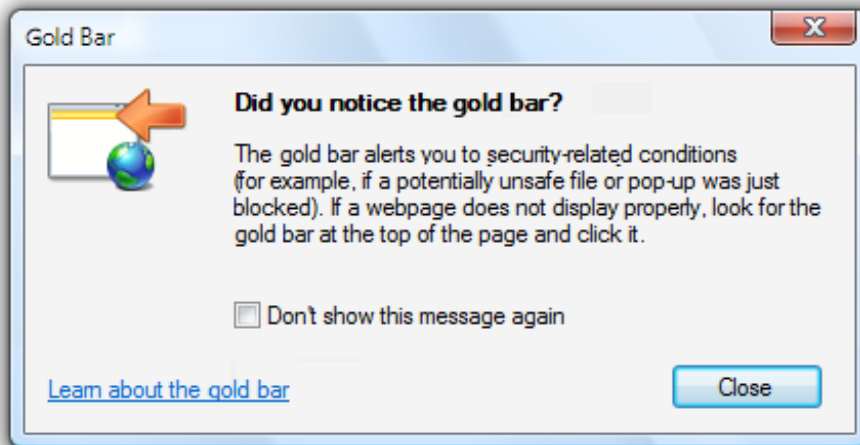 Gold Bar
Did you notice the gold bar?
The gold bar alerts you to security-related conditions
(for example, if a potentially unsafe file or pop-up was just
blocked). If a webpage does not display properly, look for the
gold bar at the top of the page and click it.
Don't show this message again
Learn about the gold bar
Close